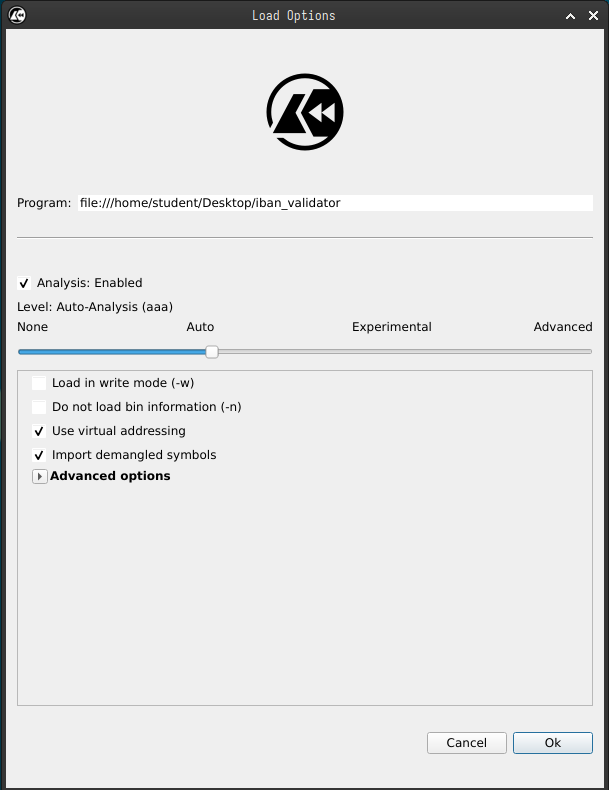 Load Options
Program: file:///home/student/Desktop/iban_validator
Analysis: Enabled
Level: Auto-Analysis (aaa)
None Auto Experimental Advanced
Load in write mode (-w)
Do not load bin information (-n)
Use virtual addressing
Import demangled symbols
Advanced options
Cancel Ok